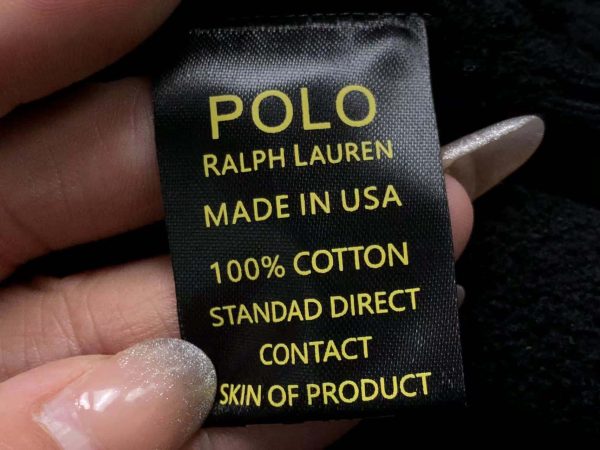 POLO
RALPH LAUREN
MADE IN USA
100% COTTON
STANDAD DIRECT
CONTACT
SKIN OF PRODUCT